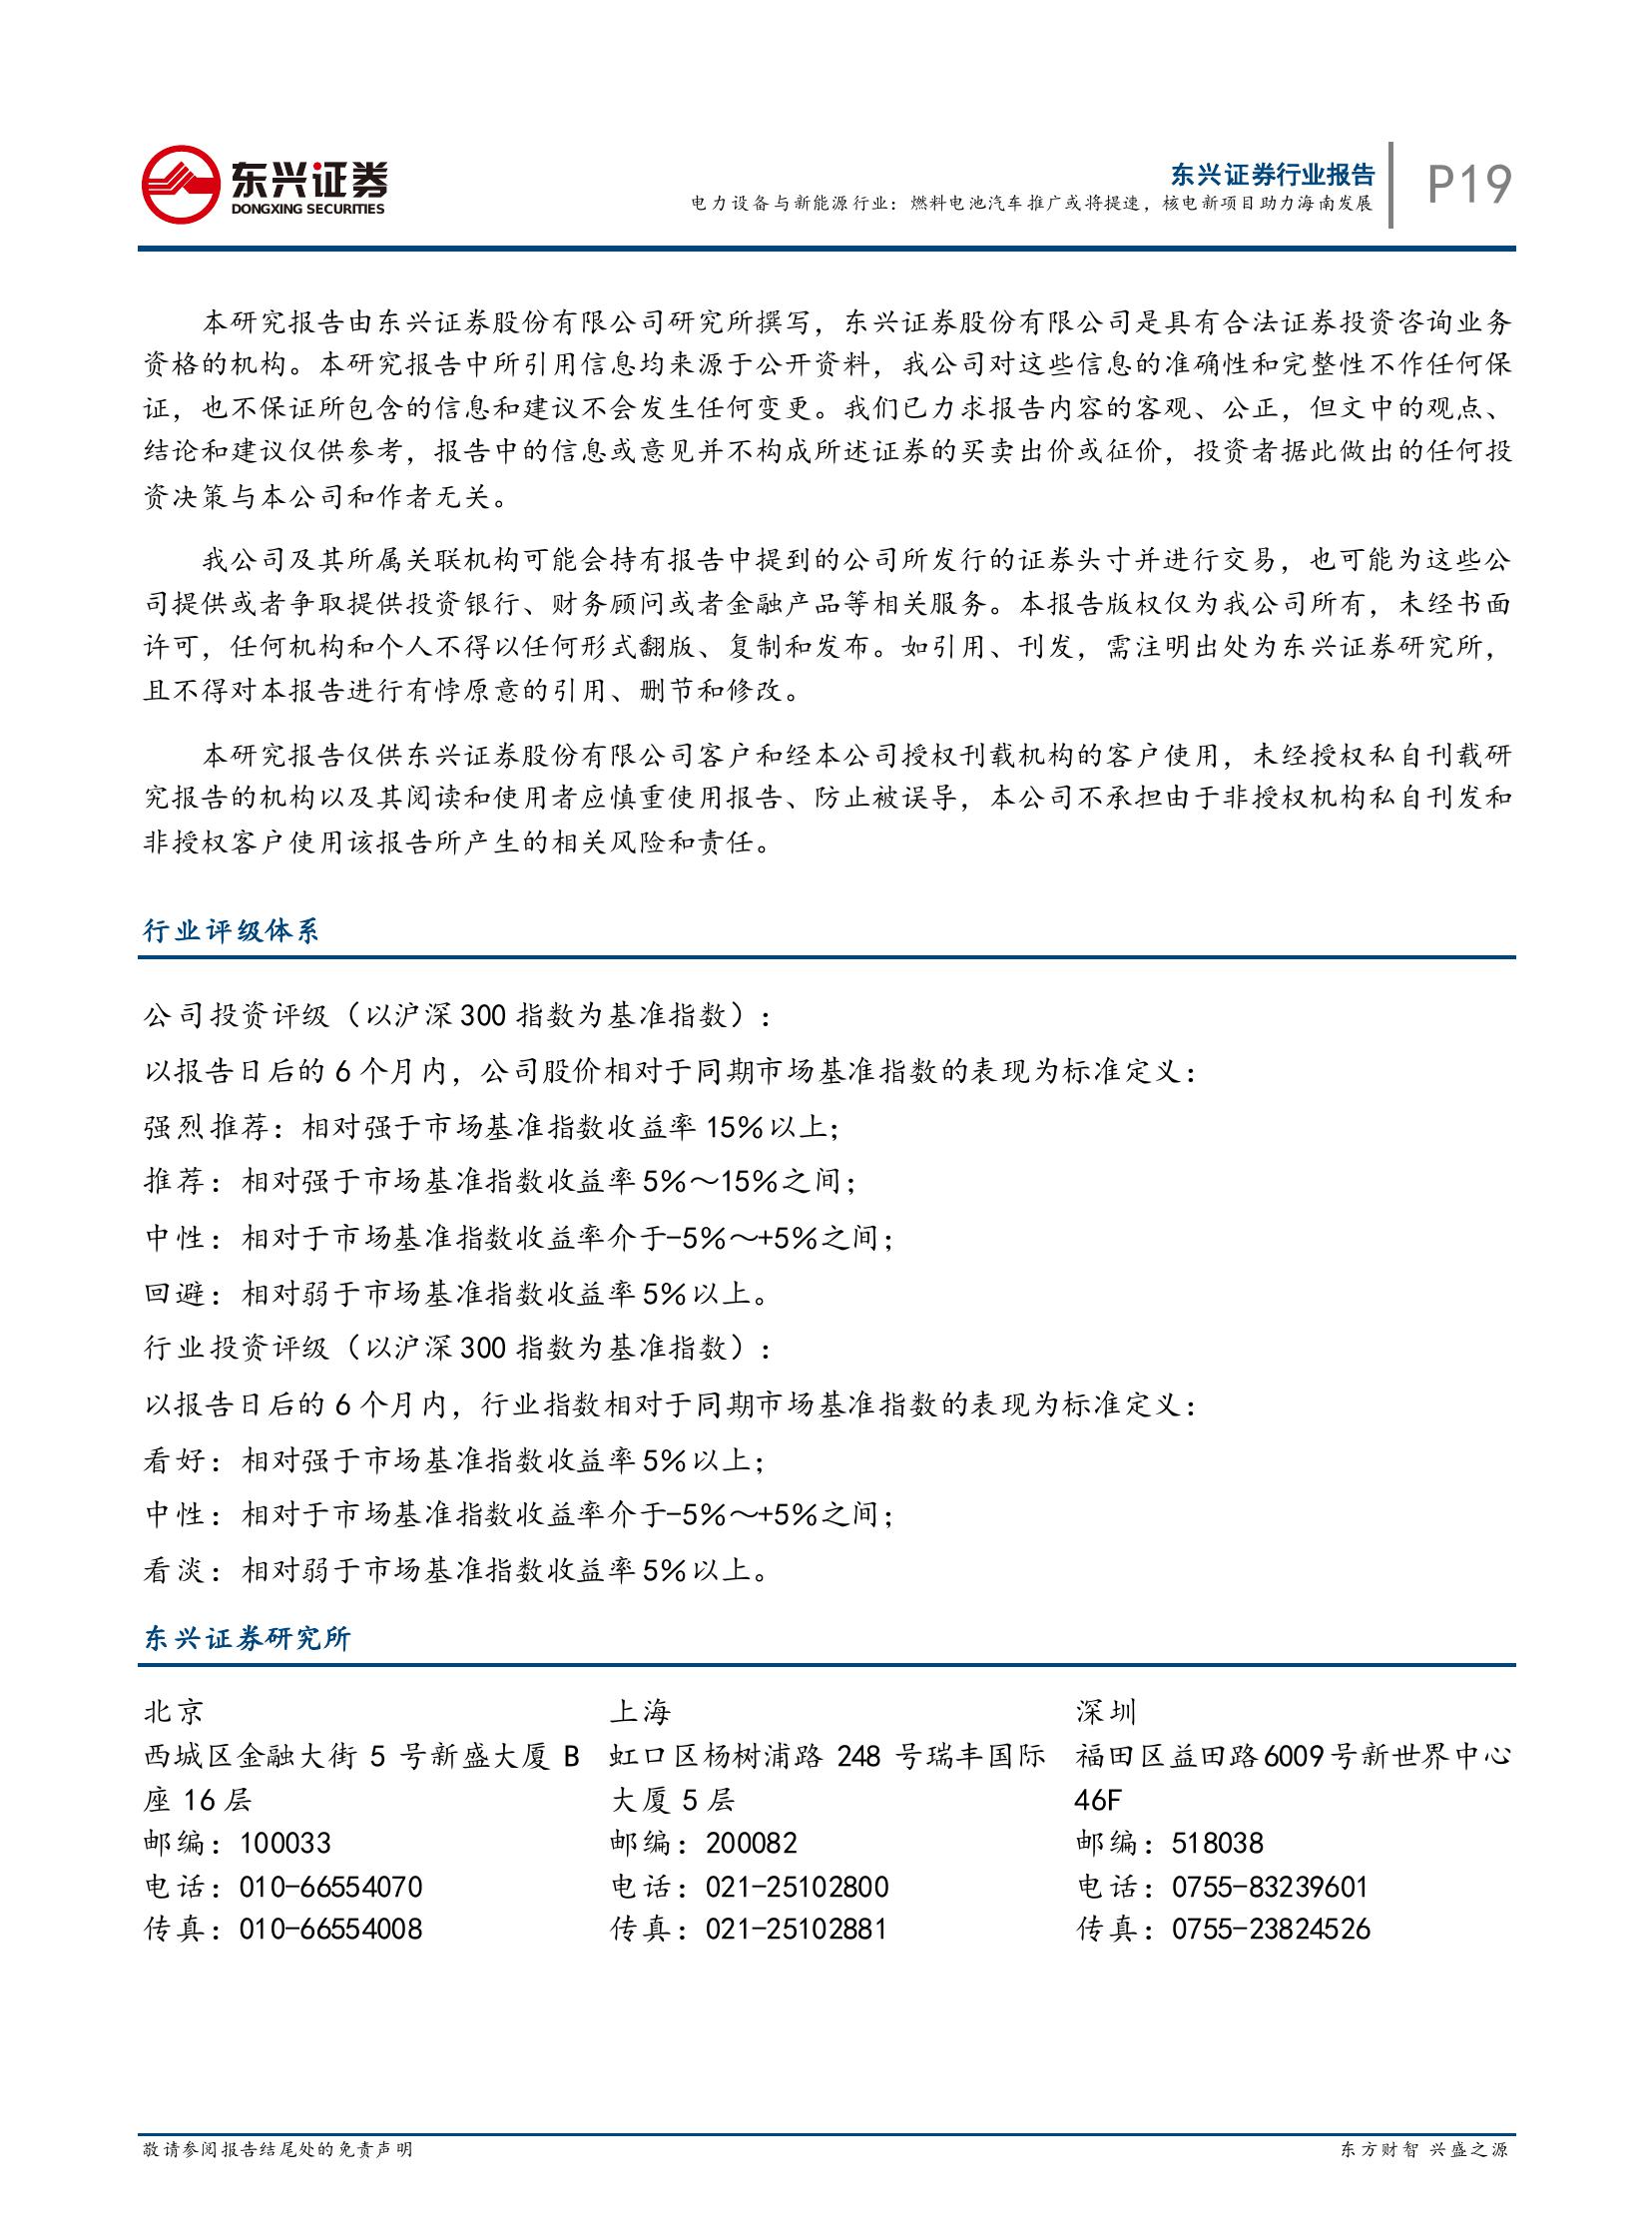 东兴证券
DONGXING SECURITIES
东兴证券行业报告
电力设备与新能源行业：燃料电池汽车推广或将提速，核电新项目助力海南发展
P19
本研究报告由东兴证券股份有限公司研究所撰写，东兴证券股份有限公司是具有合法证券投资咨询业务
资格的机构。本研究报告中所引用信息均来源于公开资料，我公司对这些信息的准确性和完整性不作任何保
证，也不保证所包含的信息和建议不会发生任何变更。我们已力求报告内容的客观、公正，但文中的观点、
结论和建议仅供参考，报告中的信息或意见并不构成所述证券的买卖出价或征价，投资者据此做出的任何投
资决策与本公司和作者无关。
我公司及其所属关联机构可能会持有报告中提到的公司所发行的证券头寸并进行交易，也可能为这些公
司提供或者争取提供投资银行、财务顾问或者金融产品等相关服务。本报告版权仅为我公司所有，未经书面
许可，任何机构和个人不得以任何形式翻版、复制和发布。如引用、刊发，需注明出处为东兴证券研究所，
且不得对本报告进行有悖原意的引用、删节和修改。
本研究报告仅供东兴证券股份有限公司客户和经本公司授权刊载机构的客户使用，未经授权私自刊载研
究报告的机构以及其阅读和使用者应慎重使用报告、防止被误导，本公司不承担由于非授权机构私自刊发和
非授权客户使用该报告所产生的相关风险和责任。
行业评级体系
公司投资评级（以沪深 300 指数为基准指数）：
以报告日后的 6 个月内，公司股价相对于同期市场基准指数的表现为标准定义：
强烈推荐：相对强于市场基准指数收益率 15％以上；
推荐：相对强于市场基准指数收益率 5％～15％之间；
中性：相对于市场基准指数收益率介于-5％～+5％之间；
回避：相对弱于市场基准指数收益率 5％以上。
行业投资评级（以沪深 300 指数为基准指数）：
以报告日后的 6 个月内，行业指数相对于同期市场基准指数的表现为标准定义：
看好：相对强于市场基准指数收益率 5％以上；
中性：相对于市场基准指数收益率介于-5％～+5％之间；
看淡：相对弱于市场基准指数收益率 5％以上。
东兴证券研究所
北京
西城区金融大街 5 号新盛大厦 B
座 16 层
邮编：100033
电话：010-66554070
传真：010-66554008
上海
虹口区杨树浦路 248 号瑞丰国际
大厦 5 层
邮编：200082
电话：021-25102800
传真：021-25102881
深圳
福田区益田路6009号新世界中心
46F
邮编：518038
电话：0755-83239601
传真：0755-23824526
敬请参阅报告结尾处的免责声明
东方财智 兴盛之源